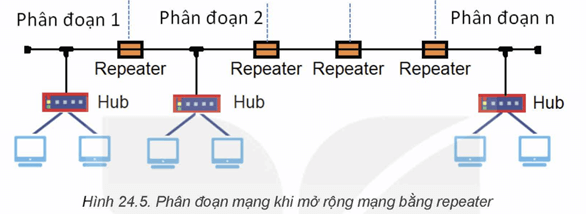 Phân đoạn 1
Phân đoạn 2
Phân đoạn n
Repeater
Repeater
Repeater
Repeater
Hub
Hub
Hub
Hình 24.5. Phân đoạn mạng khi mở rộng mạng bằng repeater